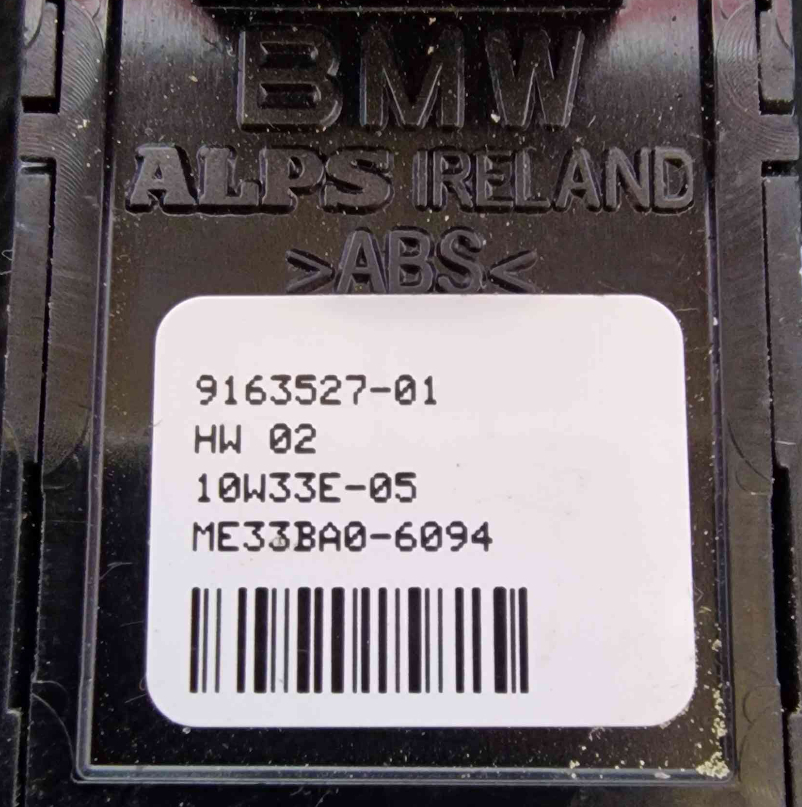 BMW
ALPS IRELAND
>ABS<
9163527-01
HW 02
10W33E-05
ME33BA0-6094